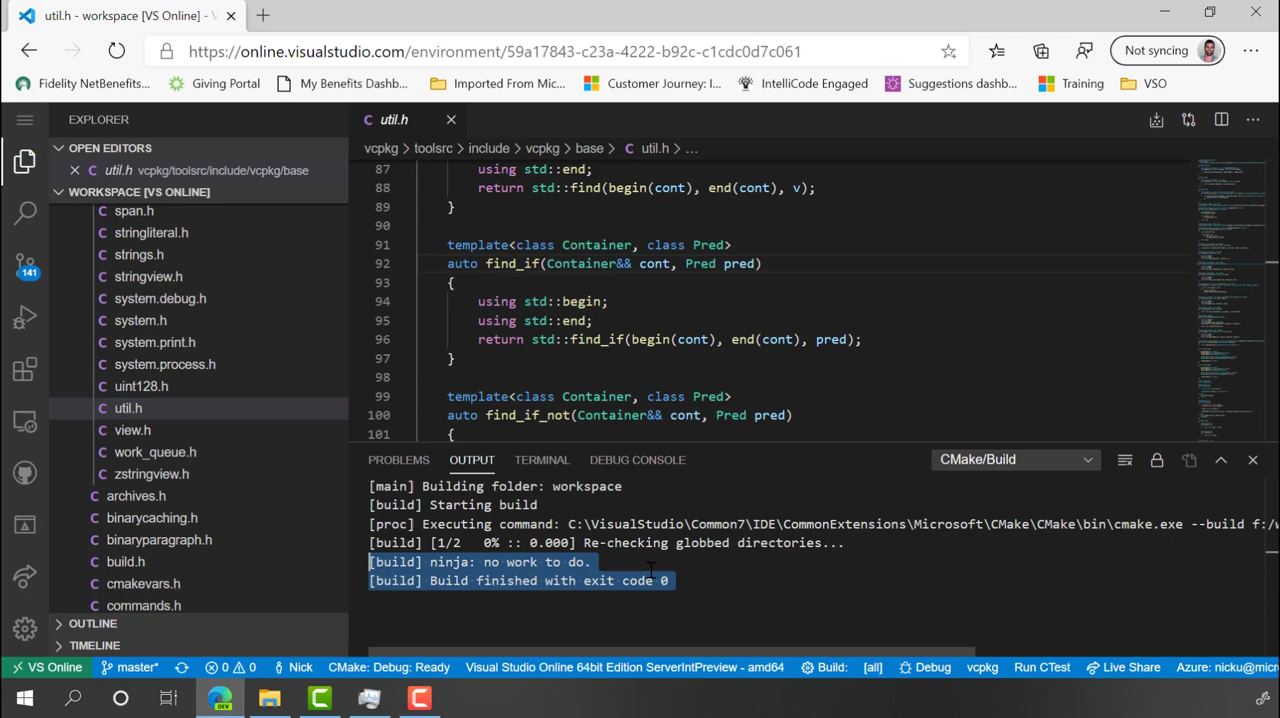 util.h - workspace [VS Online] - V
https://online.visualstudio.com/environment/59a17843-c23a-4222-b92c-c1cdc0d7c061
Not syncing
Fidelity NetBenefits...
Giving Portal
My Benefits Dashb...
Imported From Mic...
Customer Journey: I...
IntelliCode Engaged
Suggestions dashb...
Training
VSO
EXPLORER
OPEN EDITORS
util.h vcpkg/toolsrc/include/vcpkg/base
WORKSPACE [VS ONLINE]
span.h
stringliteral.h
strings.h
stringview.h
system.debug.h
system.h
system.print.h
system.process.h
uint128.h
util.h
view.h
work_queue.h
zstringview.h
archives.h
binarycaching.h
binaryparagraph.h
build.h
cmakevars.h
commands.h
OUTLINE
TIMELINE
141
util.h
vcpkg > toolsrc > include > vcpkg > base > C util.h > ...
87 using std::end;
88 return std::find(begin(cont), end(cont), v);
89 }
90
91 template<class Container, class Pred>
92 auto find_if(Container&& cont, Pred pred)
93 {
94 using std::begin;
95 using std::end;
96 return std::find_if(begin(cont), end(cont), pred);
97 }
98
99 template<class Container, class Pred>
100 auto find_if_not(Container&& cont, Pred pred)
101 {
PROBLEMS OUTPUT TERMINAL DEBUG CONSOLE
CMake/Build
[main] Building folder: workspace
[build] Starting build
[proc] Executing command: C:\VisualStudio\Common7\IDE\CommonExtensions\Microsoft\CMake\CMake\bin\cmake.exe --build f:/w
[build] [1/2 0% :: 0.000] Re-checking globbed directories...
[build] ninja: no work to do.
[build] Build finished with exit code 0
VS Online
master*
0 0
Nick
CMake: Debug: Ready
Visual Studio Online 64bit Edition ServerIntPreview - amd64
Build:
[all]
Debug
vcpkg
Run CTest
Live Share
Azure: nicku@micr
DEV